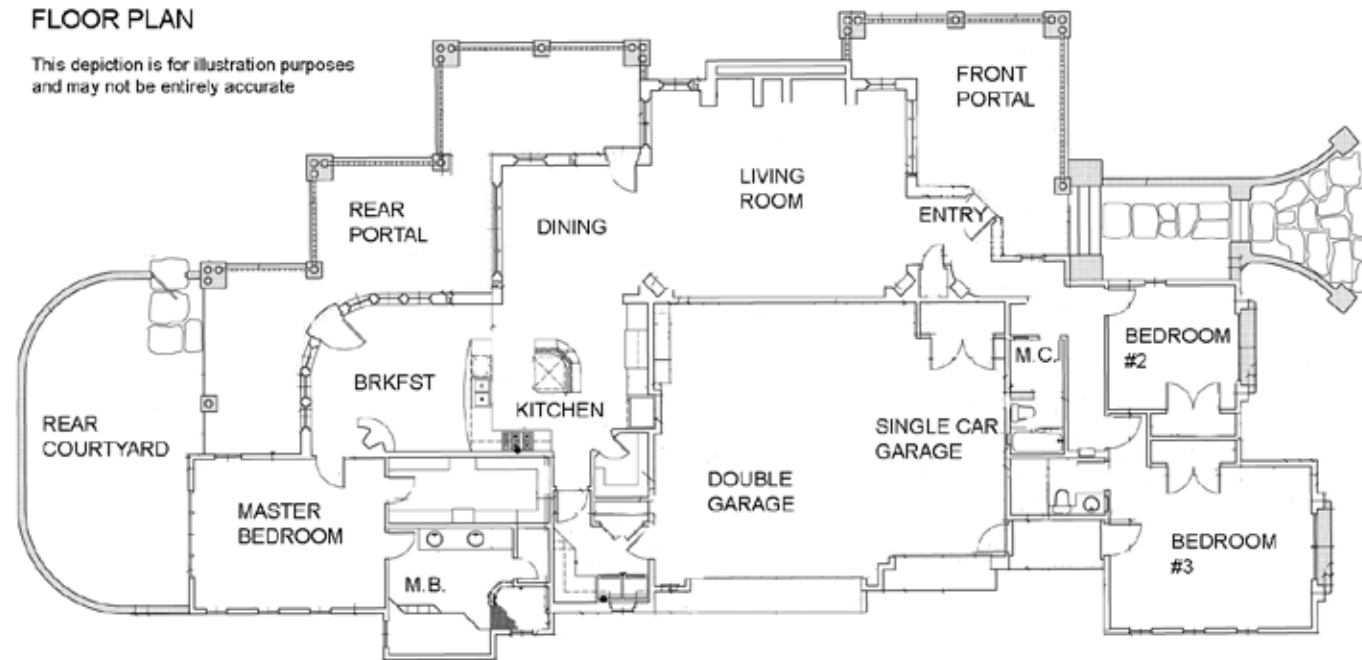 FLOOR PLAN
This depiction is for illustration purposes
and may not be entirely accurate
FRONT
PORTAL
LIVING
ROOM
ENTRY
REAR
PORTAL
DINING
BEDROOM
#2
M.C.
BRKFST
KITCHEN
REAR
COURTYARD
SINGLE CAR
GARAGE
DOUBLE
GARAGE
MASTER
BEDROOM
BEDROOM
#3
M.B.